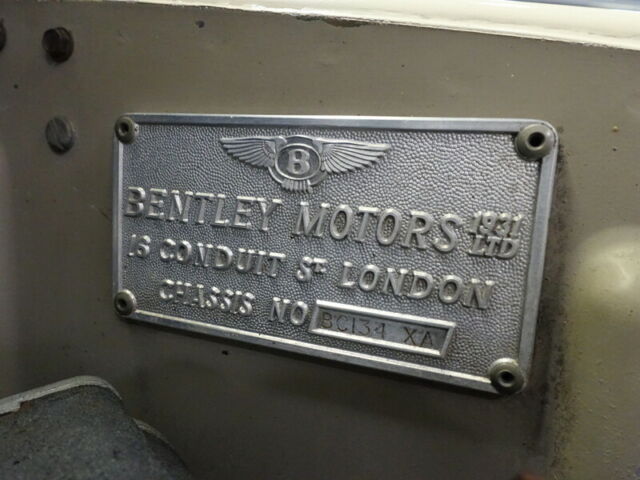 B
BENTLEY MOTORS 1931 LTD
16 CONDUIT ST LONDON
CHASSIS NO BC134 XA